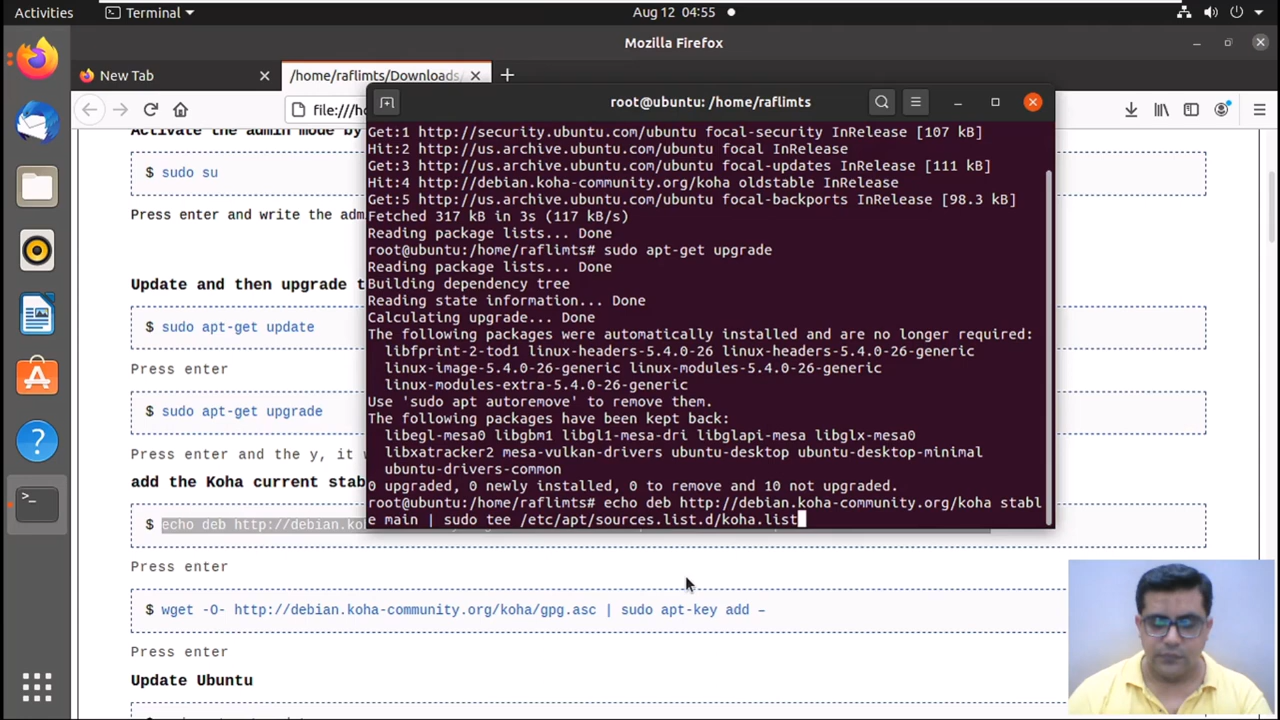 Activities
Terminal
Aug 12 04:55
Mozilla Firefox
New Tab
/home/raflimts/Downloads/
file:///h
Activate the admin mode by
$ sudo su
Press enter and write the adm
Update and then upgrade t
$ sudo apt-get update
Press enter
$ sudo apt-get upgrade
Press enter and the y, it w
add the Koha current stab
$ echo deb http://debian.ko
Press enter
$ wget -O- http://debian.koha-community.org/koha/gpg.asc | sudo apt-key add –
Press enter
Update Ubuntu
root@ubuntu: /home/raflimts
Get:1 http://security.ubuntu.com/ubuntu focal-security InRelease [107 kB]
Hit:2 http://us.archive.ubuntu.com/ubuntu focal InRelease
Get:3 http://us.archive.ubuntu.com/ubuntu focal-updates InRelease [111 kB]
Hit:4 http://debian.koha-community.org/koha oldstable InRelease
Get:5 http://us.archive.ubuntu.com/ubuntu focal-backports InRelease [98.3 kB]
Fetched 317 kB in 3s (117 kB/s)
Reading package lists... Done
root@ubuntu:/home/raflimts# sudo apt-get upgrade
Reading package lists... Done
Building dependency tree
Reading state information... Done
Calculating upgrade... Done
The following packages were automatically installed and are no longer required:
libfprint-2-tod1 linux-headers-5.4.0-26 linux-headers-5.4.0-26-generic
linux-image-5.4.0-26-generic linux-modules-5.4.0-26-generic
linux-modules-extra-5.4.0-26-generic
Use 'sudo apt autoremove' to remove them.
The following packages have been kept back:
libegl-mesa0 libgbm1 libgl1-mesa-dri libglapi-mesa libglx-mesa0
libxatracker2 mesa-vulkan-drivers ubuntu-desktop ubuntu-desktop-minimal
ubuntu-drivers-common
0 upgraded, 0 newly installed, 0 to remove and 10 not upgraded.
root@ubuntu:/home/raflimts# echo deb http://debian.koha-community.org/koha stabl
e main | sudo tee /etc/apt/sources.list.d/koha.list